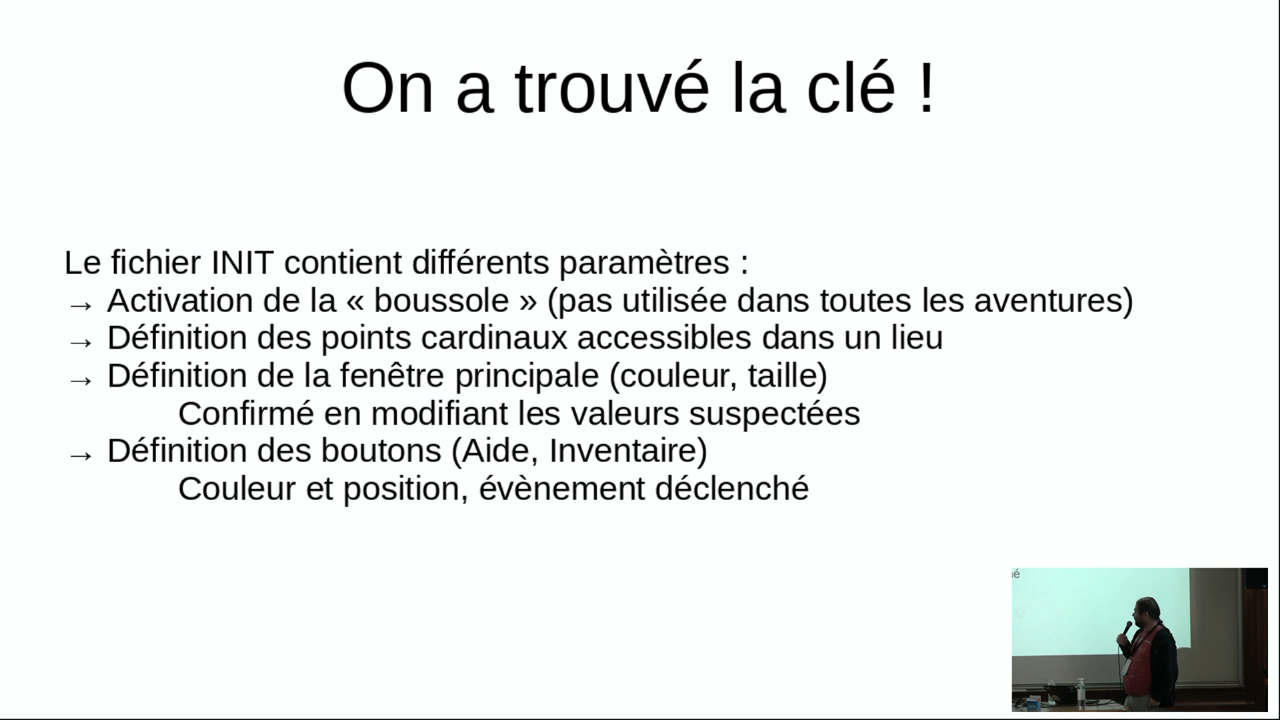 On a trouvé la clé !
Le fichier INIT contient différents paramètres :
→ Activation de la « boussole » (pas utilisée dans toutes les aventures)
→ Définition des points cardinaux accessibles dans un lieu
→ Définition de la fenêtre principale (couleur, taille)
Confirmé en modifiant les valeurs suspectées
→ Définition des boutons (Aide, Inventaire)
Couleur et position, évènement déclenché